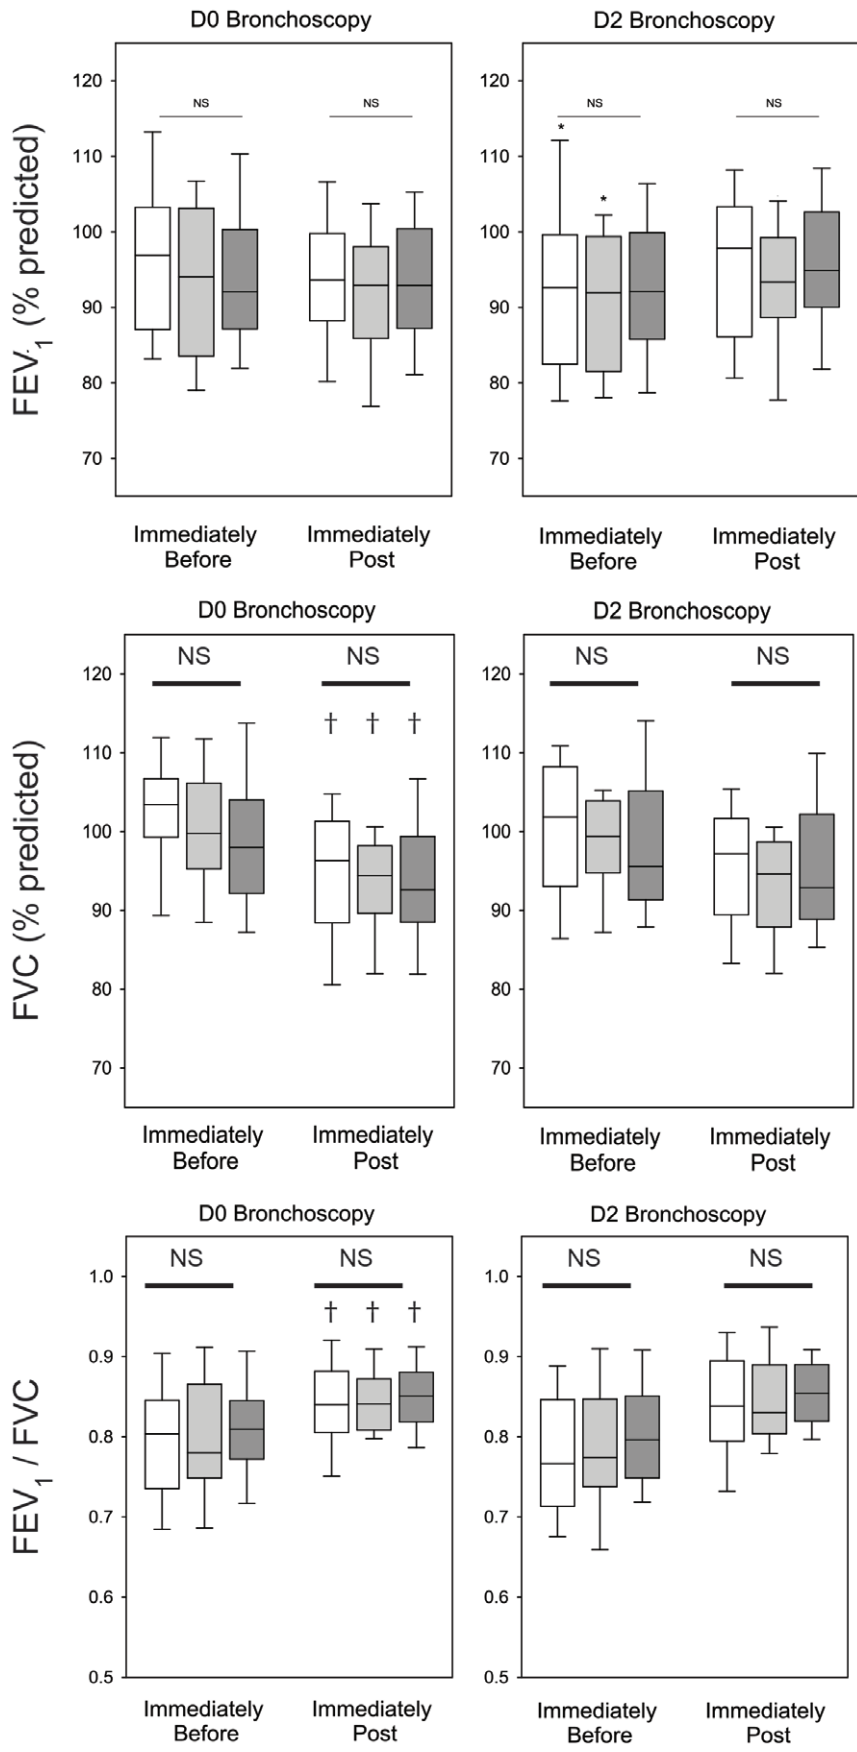 D0 Bronchoscopy
D2 Bronchoscopy
FEV1 (% predicted)
120
110
100
90
80
70
NS
NS
NS
NS
*
*
Immediately
Before
Immediately
Post
Immediately
Before
Immediately
Post
D0 Bronchoscopy
D2 Bronchoscopy
FVC (% predicted)
120
110
100
90
80
70
NS
NS
† † †
NS
NS
Immediately
Before
Immediately
Post
Immediately
Before
Immediately
Post
D0 Bronchoscopy
D2 Bronchoscopy
FEV1 / FVC
1.0
0.9
0.8
0.7
0.6
0.5
NS
NS
† † †
NS
NS
Immediately
Before
Immediately
Post
Immediately
Before
Immediately
Post